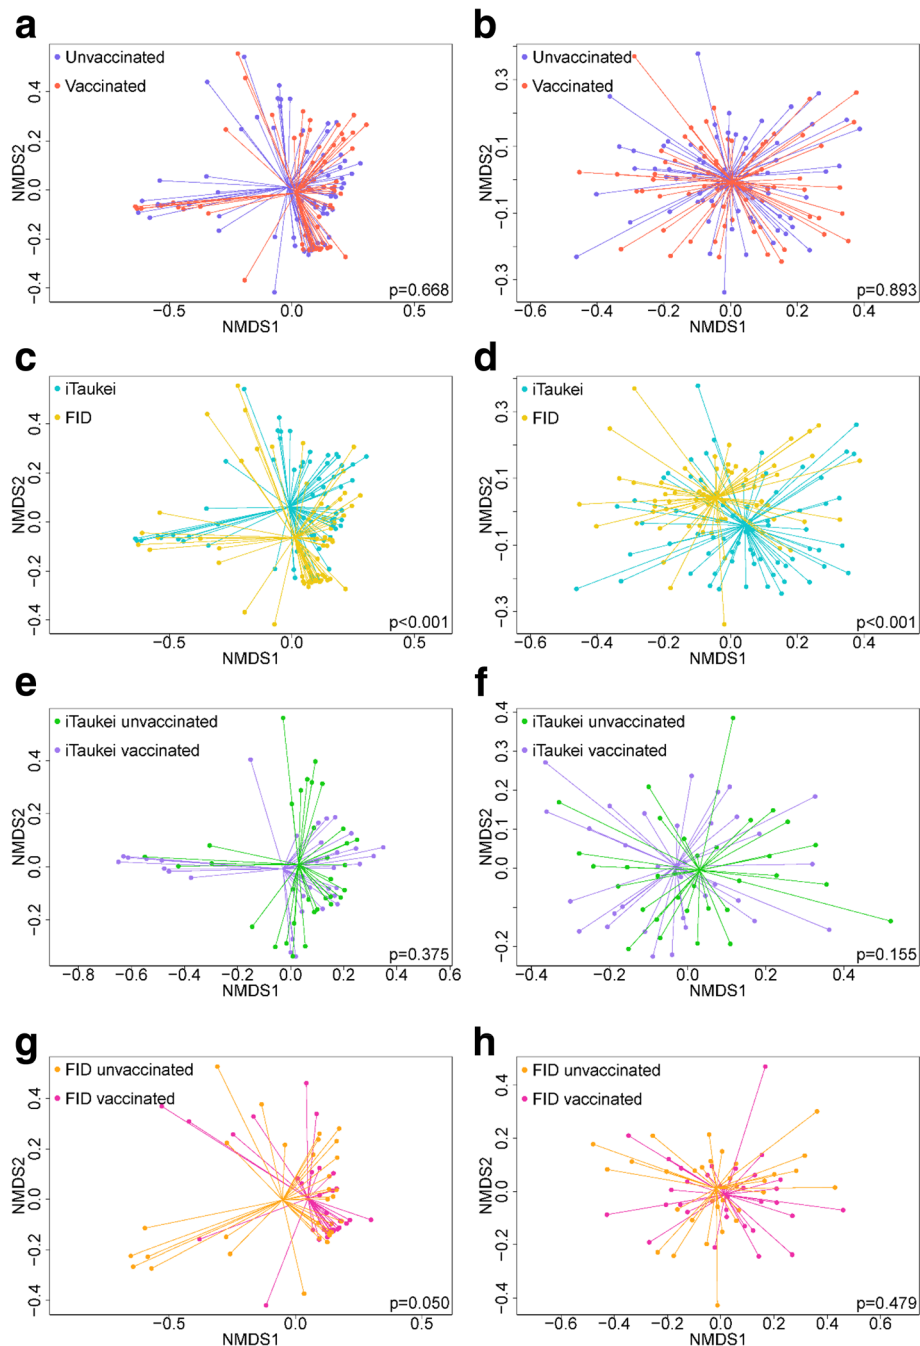 a
Unvaccinated
Vaccinated
NMDS2
−0.4 −0.2 0.0 0.2 0.4
−0.5 0.0 0.5
NMDS1
p=0.668
b
Unvaccinated
Vaccinated
NMDS2
−0.3 −0.1 0.1 0.3
−0.6 −0.4 −0.2 0.0 0.2 0.4 0.6
NMDS1
p=0.893
c
iTaukei
FID
NMDS2
−0.4 −0.2 0.0 0.2 0.4
−0.5 0.0 0.5
NMDS1
p<0.001
d
iTaukei
FID
NMDS2
−0.3 −0.1 0.1 0.3
−0.6 −0.4 −0.2 0.0 0.2 0.4 0.6
NMDS1
p<0.001
e
iTaukei unvaccinated
iTaukei vaccinated
NMDS2
−0.2 0.0 0.2 0.4
−0.8 −0.6 −0.4 −0.2 0.0 0.2 0.4 0.6
NMDS1
p=0.375
f
iTaukei unvaccinated
iTaukei vaccinated
NMDS2
−0.2 0.0 0.1 0.2 0.3 0.4
−0.4 −0.2 0.0 0.2 0.4
NMDS1
p=0.155
g
FID unvaccinated
FID vaccinated
NMDS2
−0.4 −0.2 0.0 0.2 0.4
−0.5 0.0 0.5
NMDS1
p=0.050
h
FID unvaccinated
FID vaccinated
NMDS2
−0.4 −0.2 0.0 0.2 0.4
−0.6 −0.4 −0.2 0.0 0.2 0.4 0.6
NMDS1
p=0.479